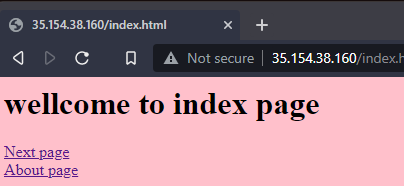 35.154.38.160/index.html
Not secure 35.154.38.160/index.h
wellcome to index page
Next page
About page